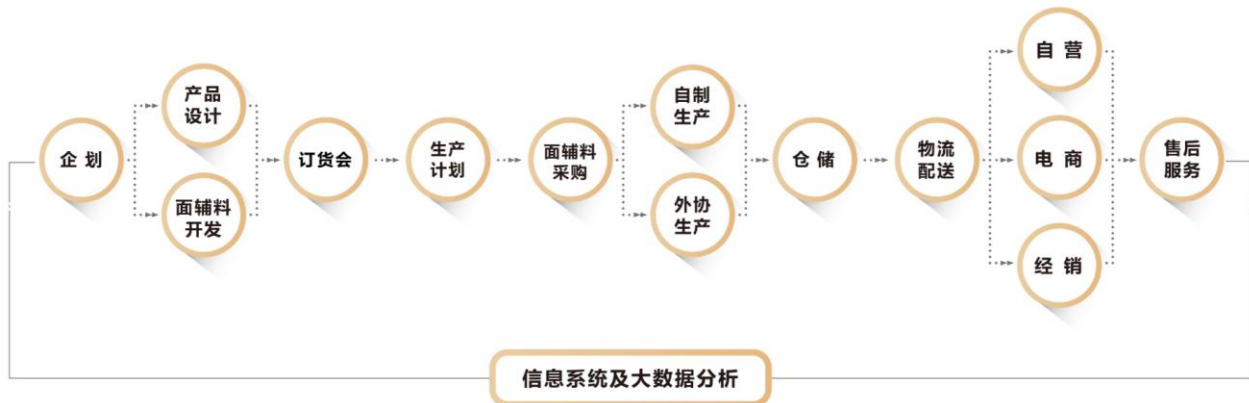 企划
产品
设计
面辅料
开发
订货会
生产
计划
面辅料
采购
自制
生产
外协
生产
仓储
物流
配送
自营
电商
经销
售后
服务
信息系统及大数据分析